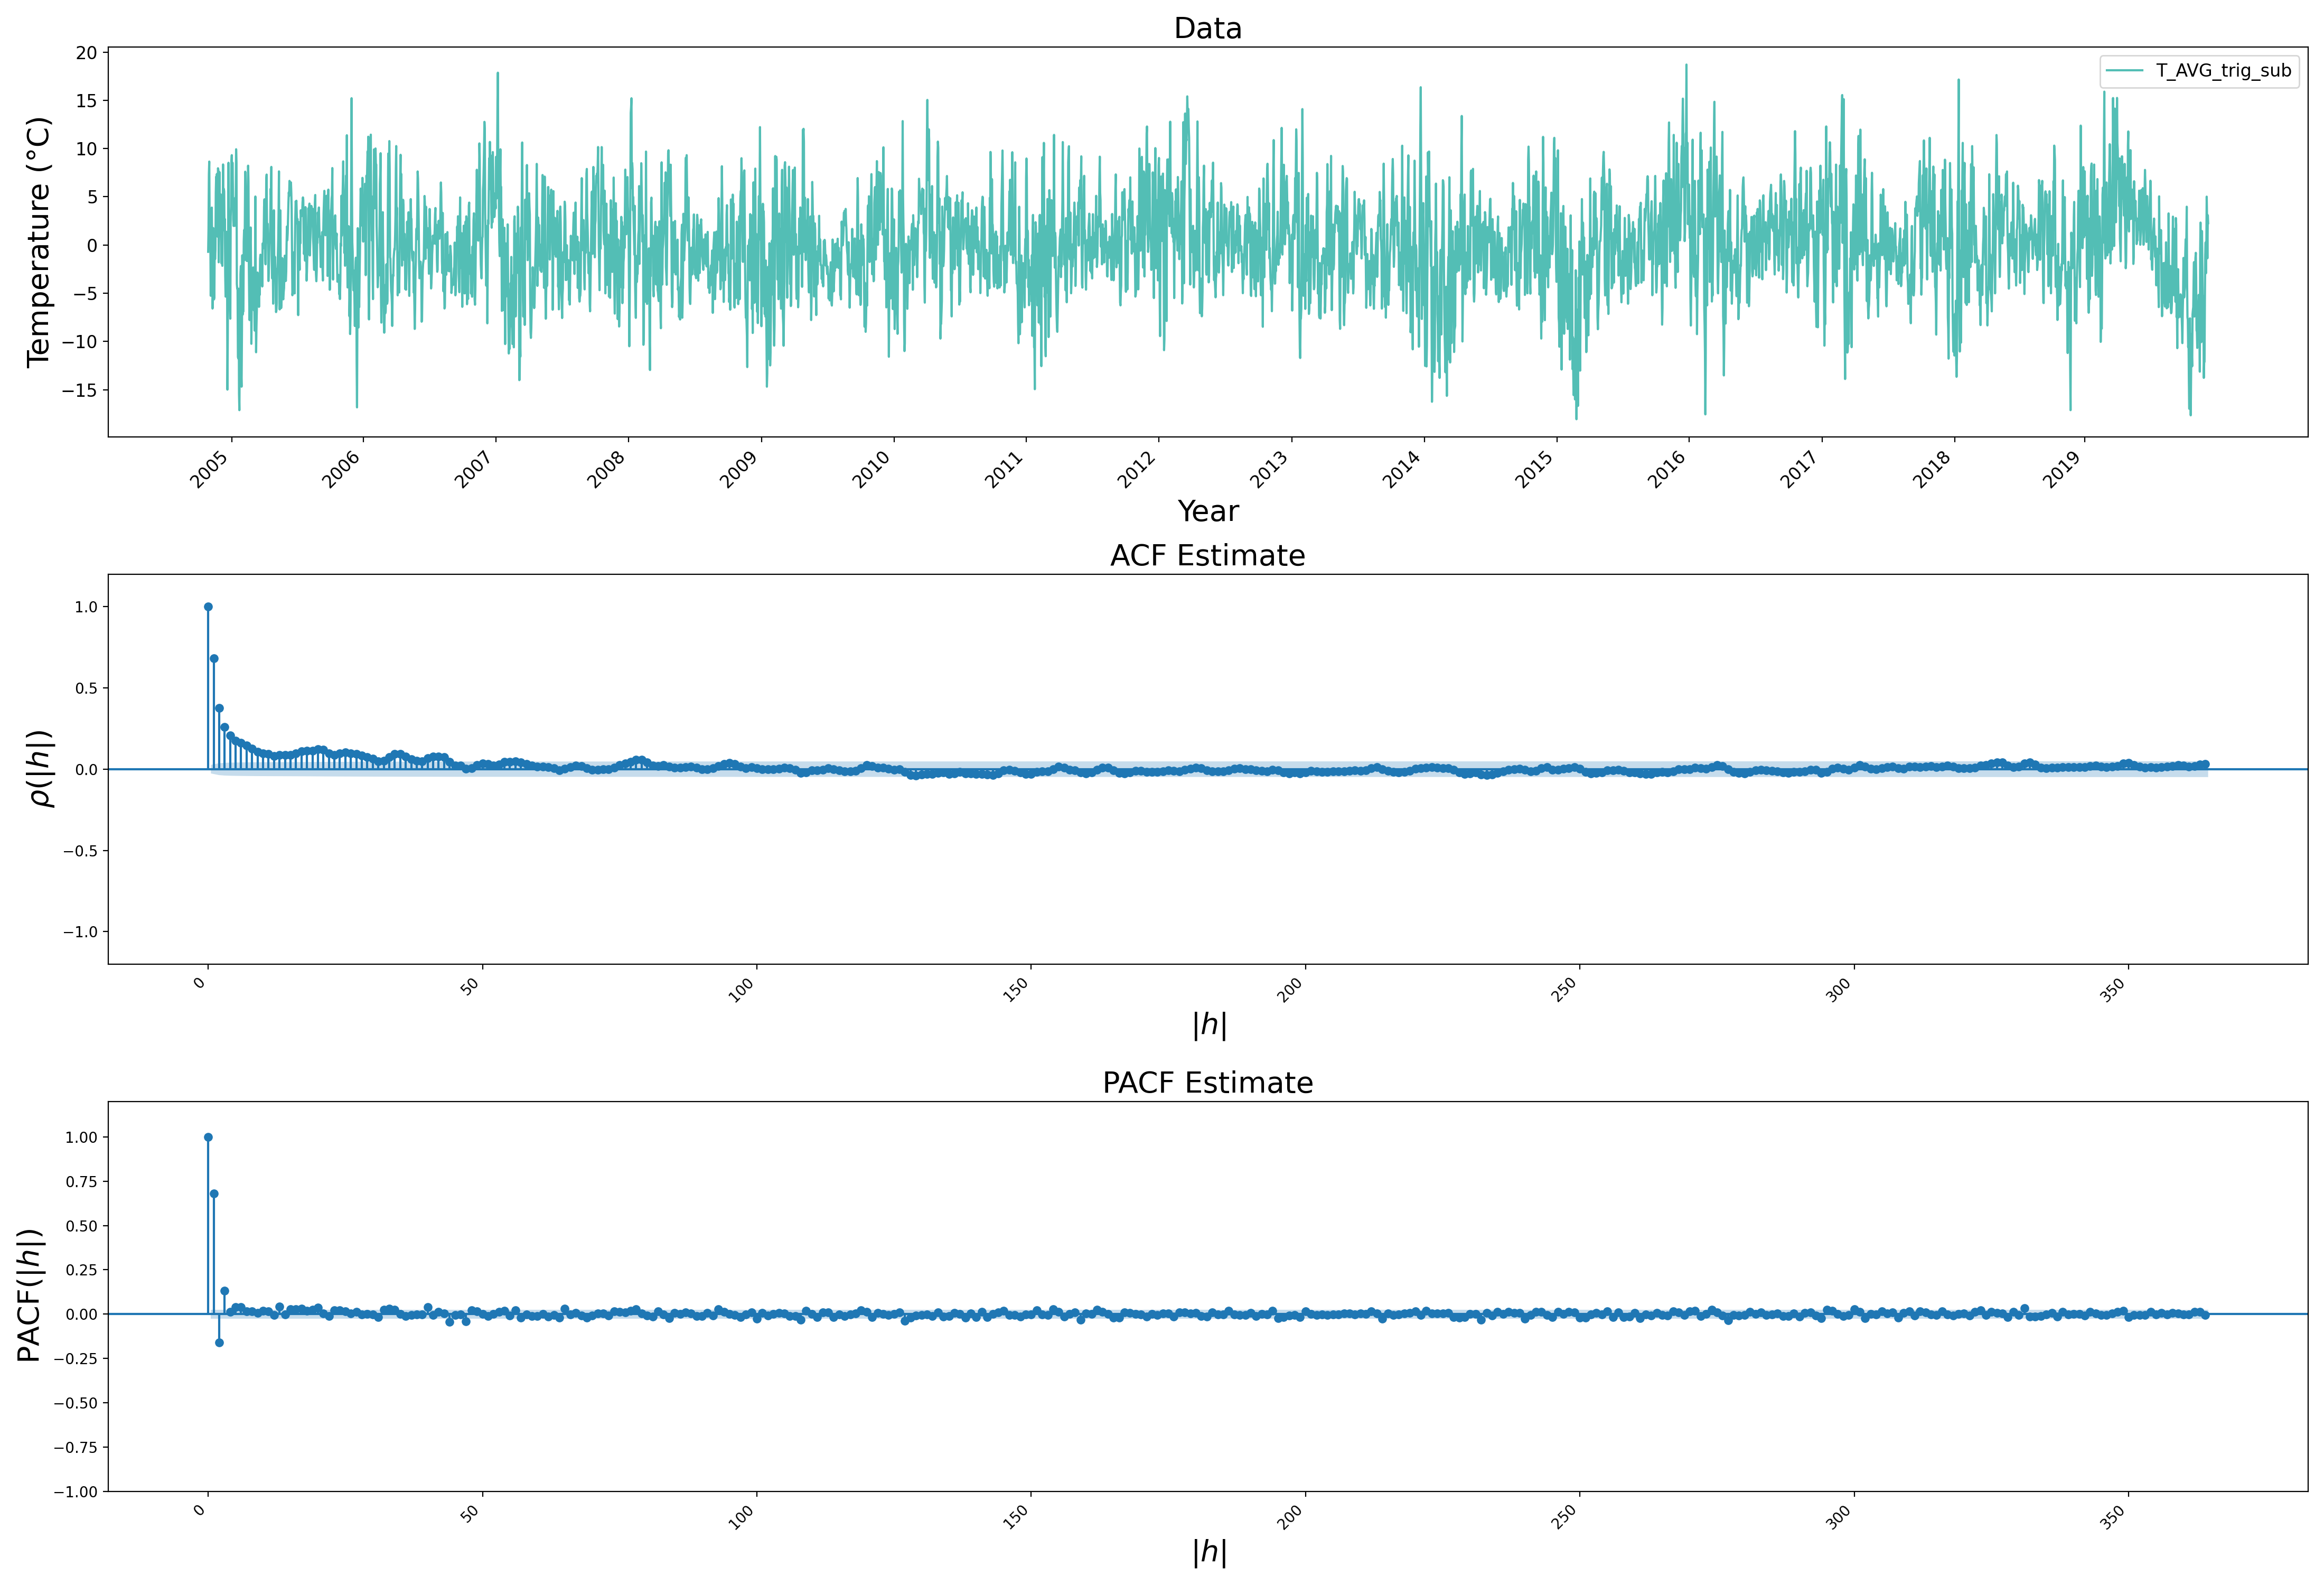 Data
T_AVG_trig_sub
Temperature (°C)
20
15
10
5
0
−5
−10
−15
2005 2006 2007 2008 2009 2010 2011 2012 2013 2014 2015 2016 2017 2018 2019
Year
ACF Estimate
ρ(|h|)
1.0
0.5
0.0
−0.5
−1.0
0 50 100 150 200 250 300 350
|h|
PACF Estimate
PACF(|h|)
1.00
0.75
0.50
0.25
0.00
−0.25
−0.50
−0.75
−1.00
0 50 100 150 200 250 300 350
|h|